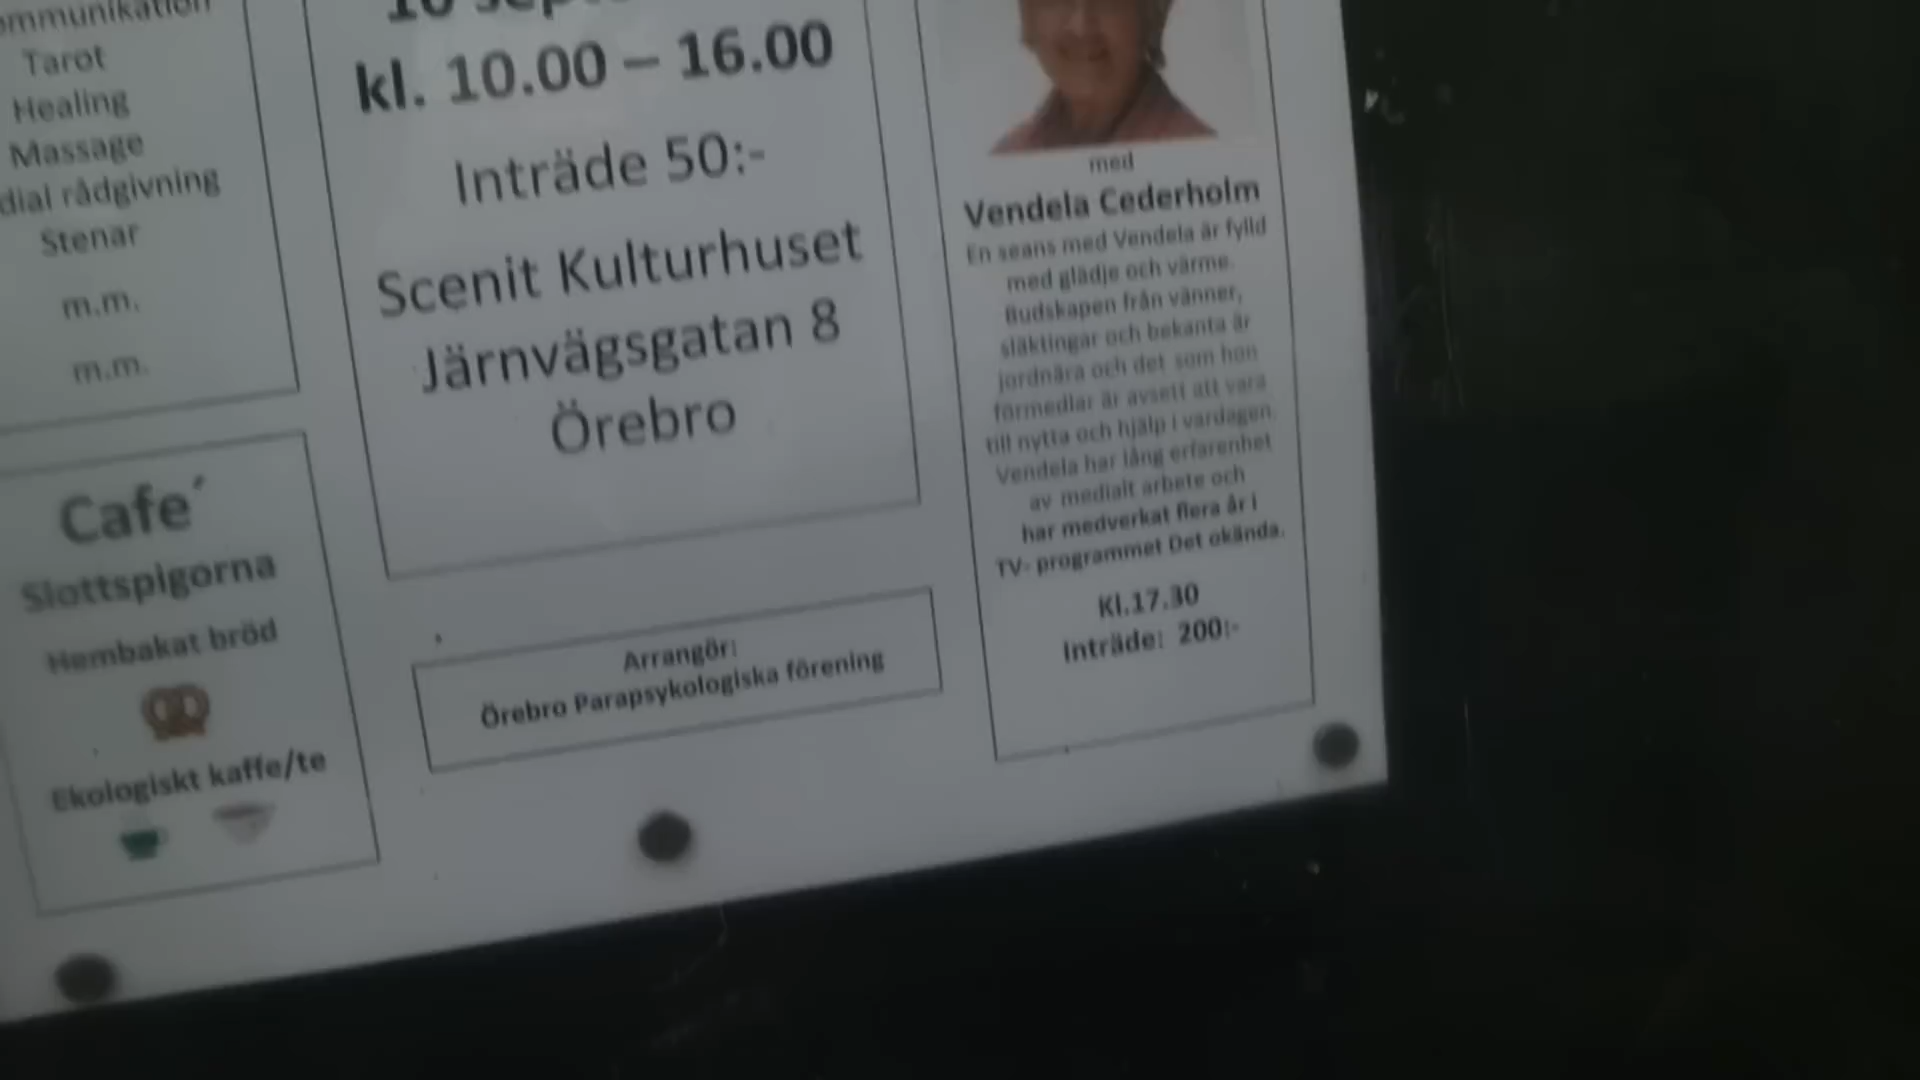 Tarot
Healing
Massage
rådgivning
Stenar
m.m.
m.m.
Cafe´
Slottspigorna
Hembakat bröd
Ekologiskt kaffe/te
kl. 10.00 – 16.00
Inträde 50:-
Scenit Kulturhuset
Järnvägsgatan 8
Örebro
Arrangör:
Örebro Parapsykologiska förening
med
Vendela Cederholm
En seans med Vendela är fylld
med glädje och värme.
Budskapen från vänner,
släktingar och bekanta är
jordnära och det som hon
förmedlar är avsett att vara
till nytta och hjälp i vardagen.
Vendela har lång erfarenhet
av medialt arbete och
har medverkat flera år i
TV- programmet Det okända.
Kl.17.30
Inträde: 200:-